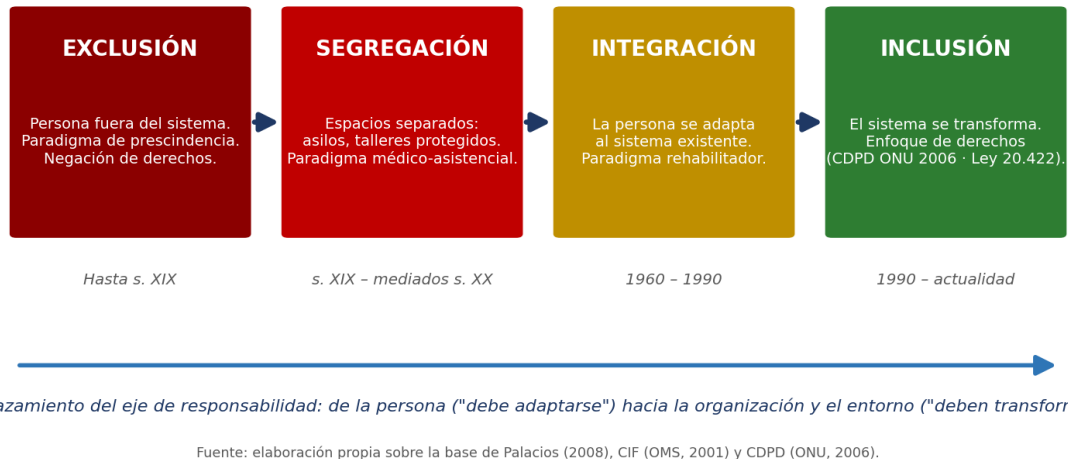 EXCLUSIÓN
Persona fuera del sistema.
Paradigma de prescindencia.
Negación de derechos.
SEGREGACIÓN
Espacios separados:
asilos, talleres protegidos.
Paradigma médico-asistencial.
INTEGRACIÓN
La persona se adapta
al sistema existente.
Paradigma rehabilitador.
INCLUSIÓN
El sistema se transforma.
Enfoque de derechos
(CDPD ONU 2006 · Ley 20.422).
Hasta s. XIX
s. XIX – mediados s. XX
1960 – 1990
1990 – actualidad
del eje de responsabilidad: de la persona ("debe adaptarse") hacia la organización y el entorno ("deben
Fuente: elaboración propia sobre la base de Palacios (2008), CIF (OMS, 2001) y CDPD (ONU, 2006).